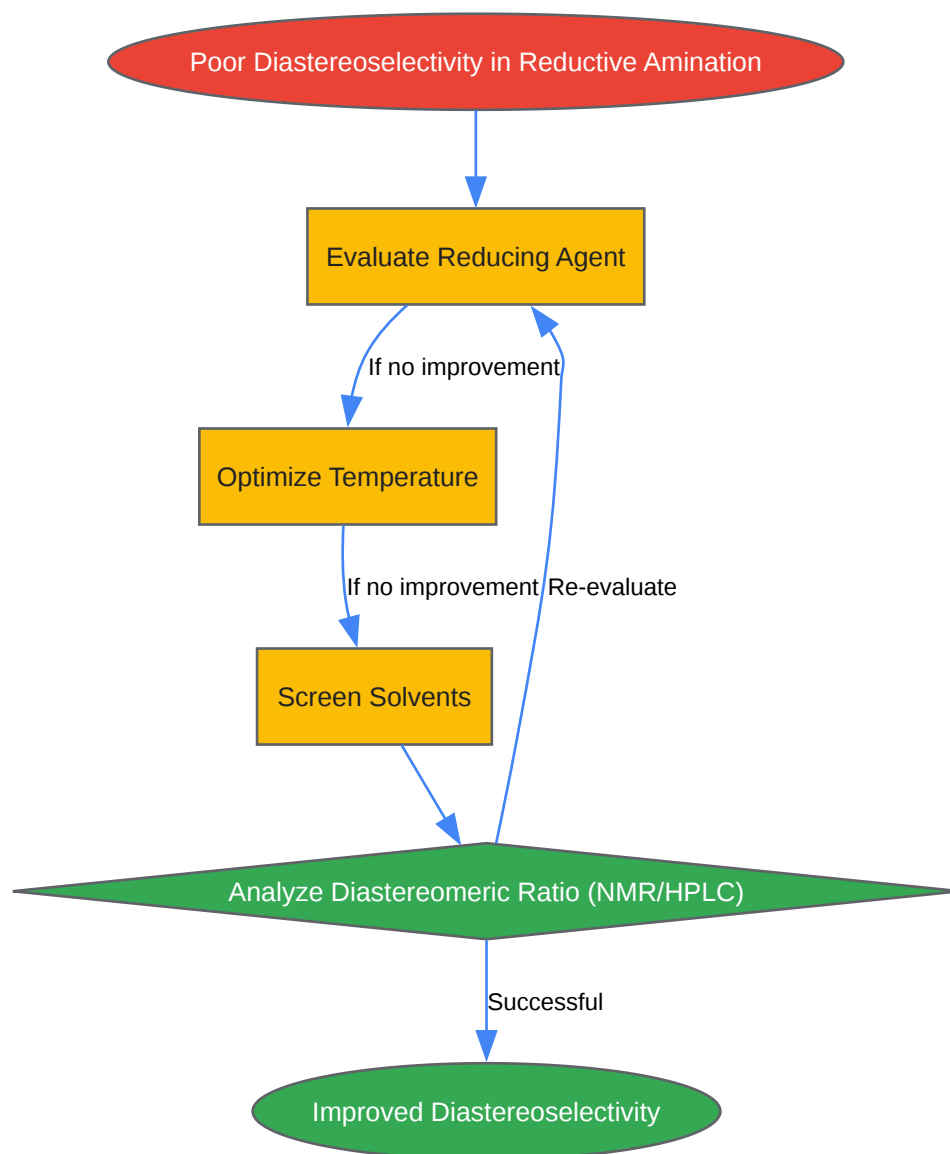 Poor Diastereoselectivity in Reductive Amination
Evaluate Reducing Agent
If no improvement
Optimize Temperature
If no improvement
Re-evaluate
Screen Solvents
Analyze Diastereomeric Ratio (NMR/HPLC)
Successful
Improved Diastereoselectivity